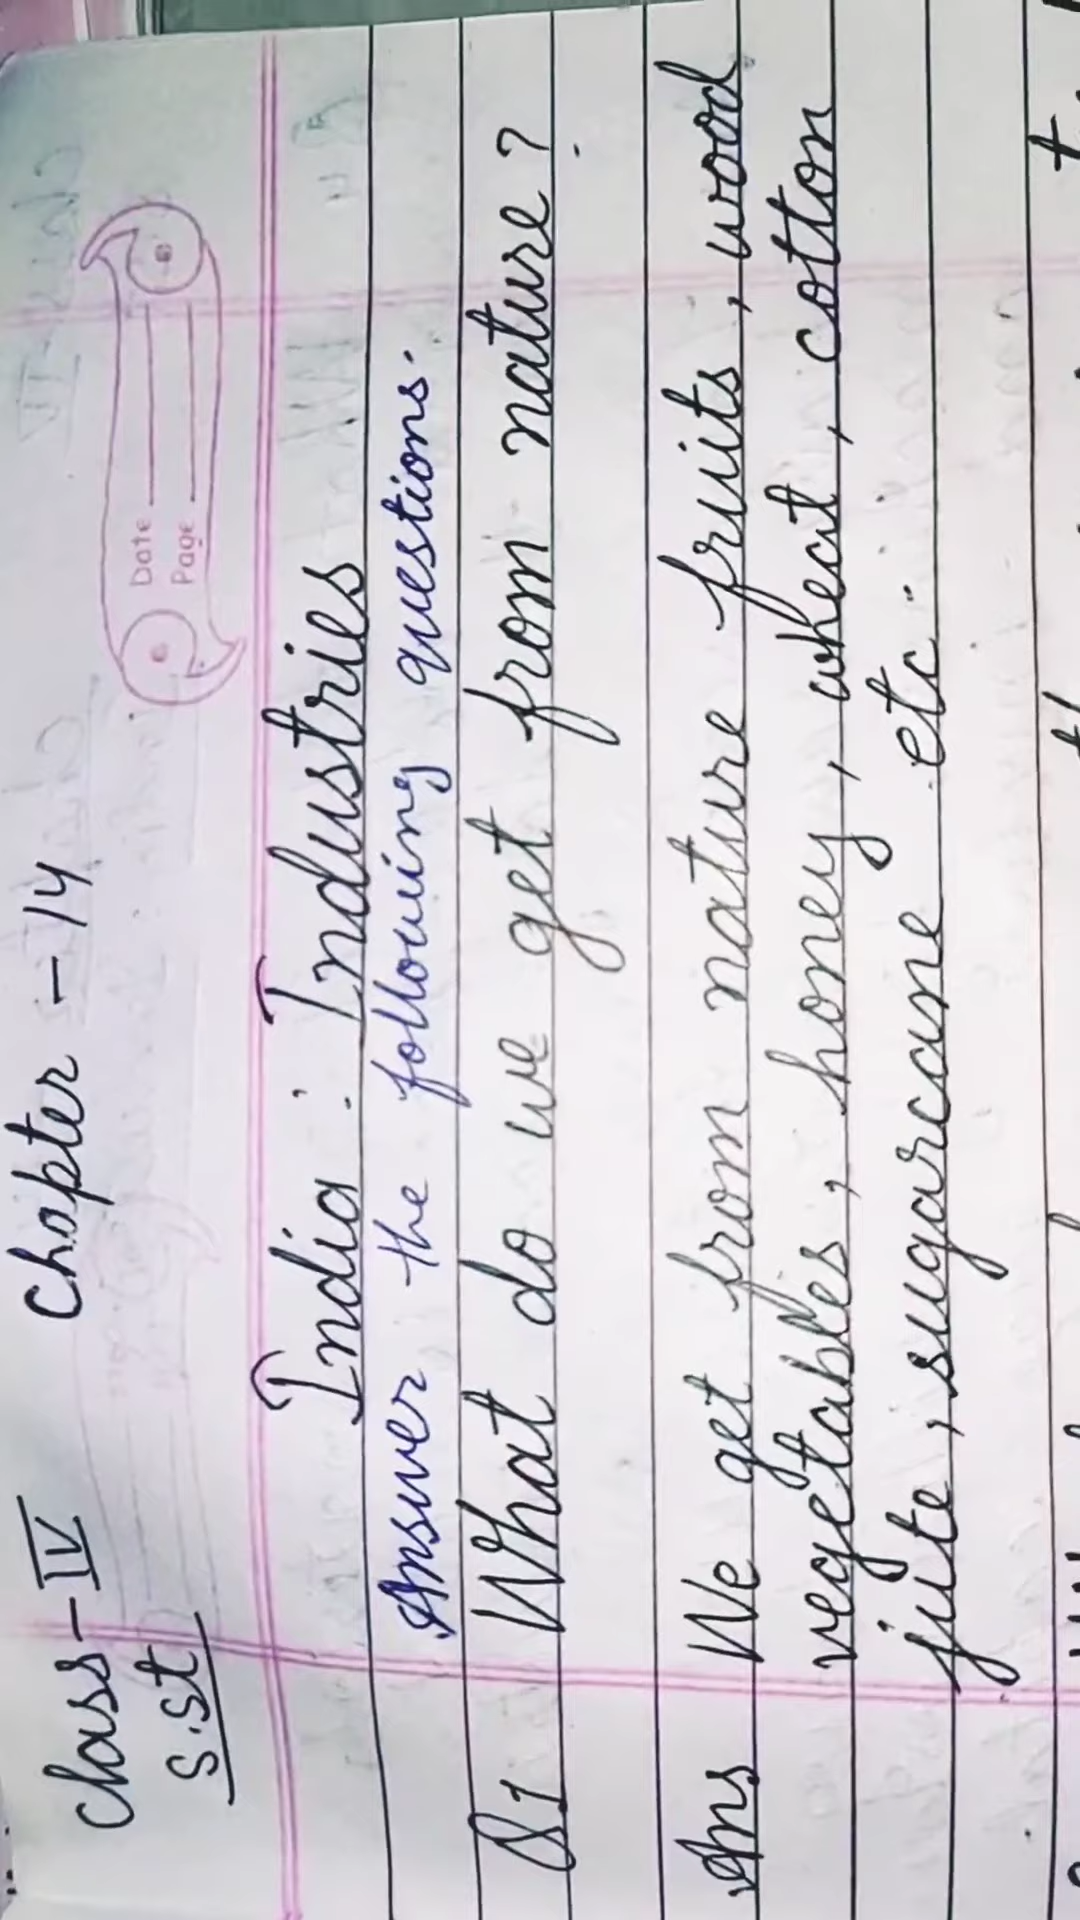 Class-IV Chapter - 14
S.St
Date
Page
India : Industries
Answer the following questions.
Q1 What do we get from nature?
Ans We get from nature fruits, wood
vegetables, honey, wheat, cotton
jute, sugarcane etc.